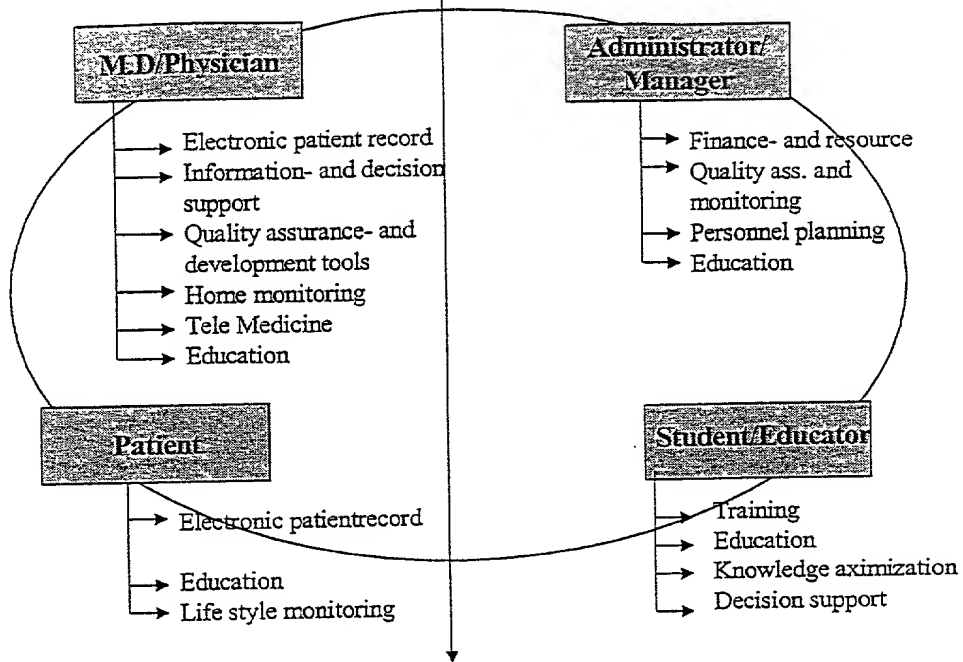 M.D/Physician
Electronic patient record
Information- and decision
support
Quality assurance- and
development tools
Home monitoring
Tele Medicine
Education
Administrator/
Manager
Finance- and resource
Quality ass. and
monitoring
Personnel planning
Education
Patient
Electronic patientrecord
Education
Life style monitoring
Student/Educator
Training
Education
Knowledge aximization
Decision support